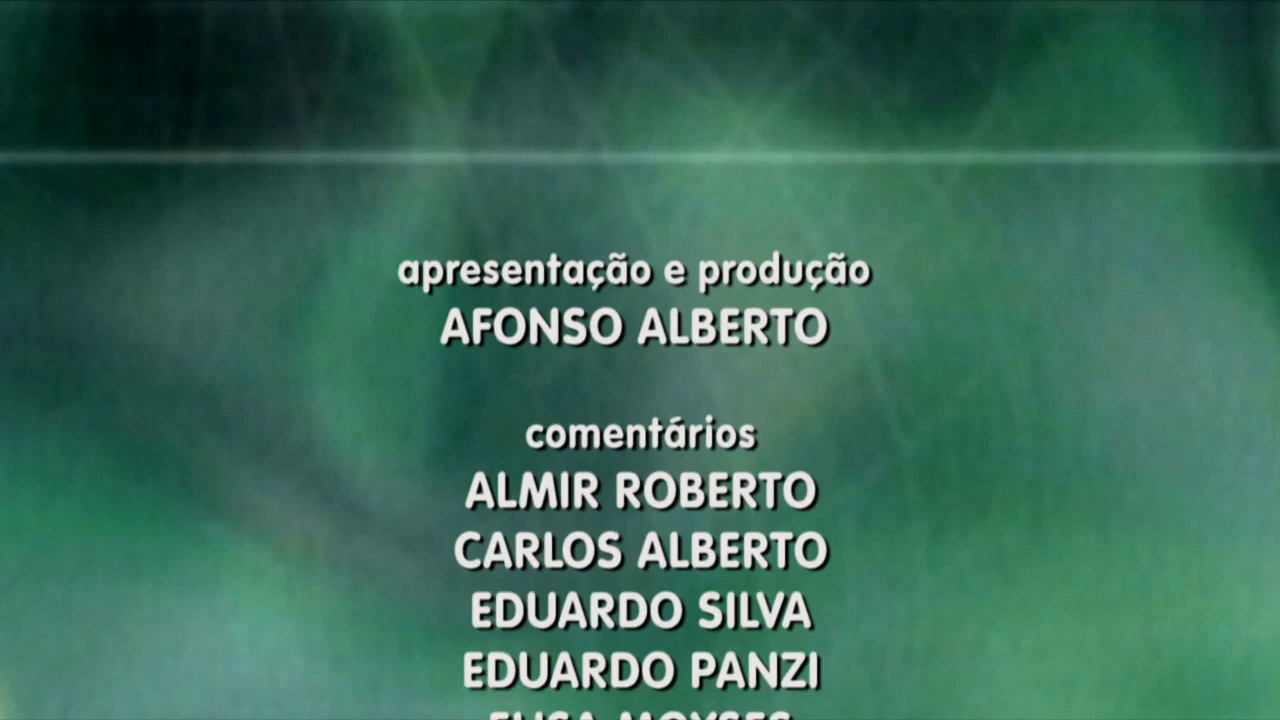 apresentação e produção
AFONSO ALBERTO
comentários
ALMIR ROBERTO
CARLOS ALBERTO
EDUARDO SILVA
EDUARDO PANZI